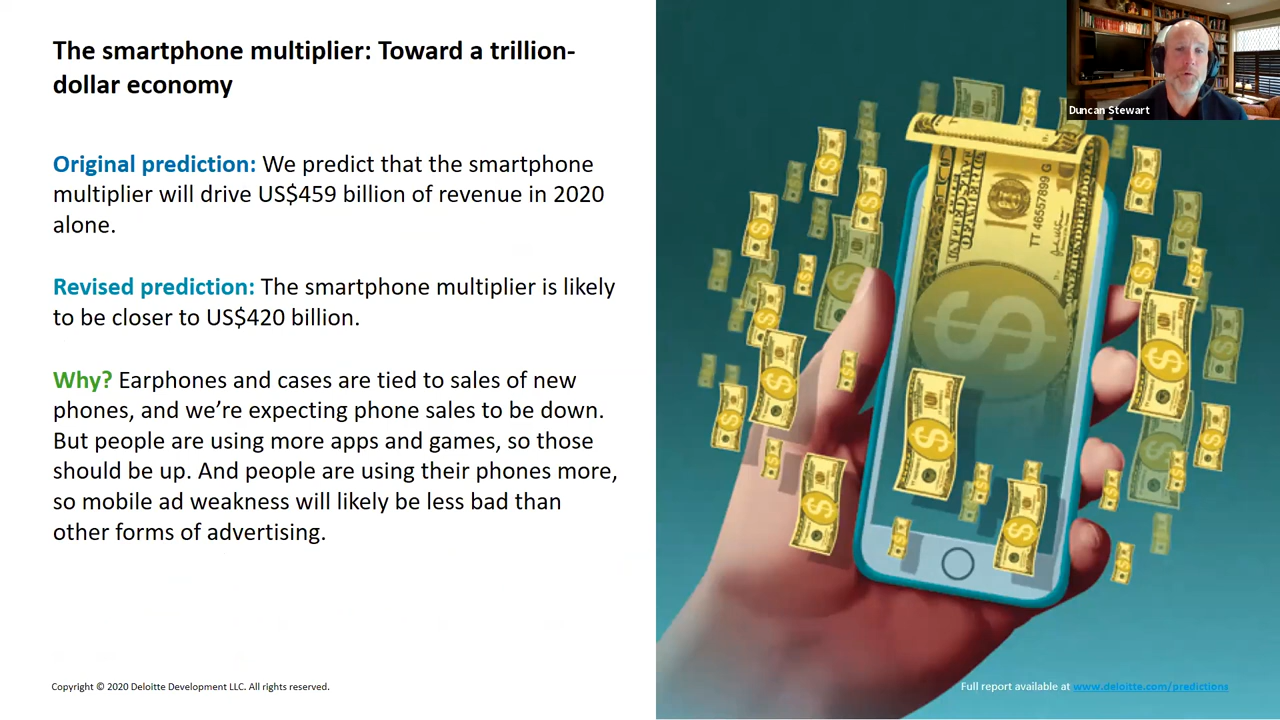 The smartphone multiplier: Toward a trillion-
dollar economy
Original prediction: We predict that the smartphone
multiplier will drive US$459 billion of revenue in 2020
alone.
Revised prediction: The smartphone multiplier is likely
to be closer to US$420 billion.
Why? Earphones and cases are tied to sales of new
phones, and we’re expecting phone sales to be down.
But people are using more apps and games, so those
should be up. And people are using their phones more,
so mobile ad weakness will likely be less bad than
other forms of advertising.
Copyright © 2020 Deloitte Development LLC. All rights reserved.
Duncan Stewart
TT 46557899 G
Full report available at www.deloitte.com/predictions